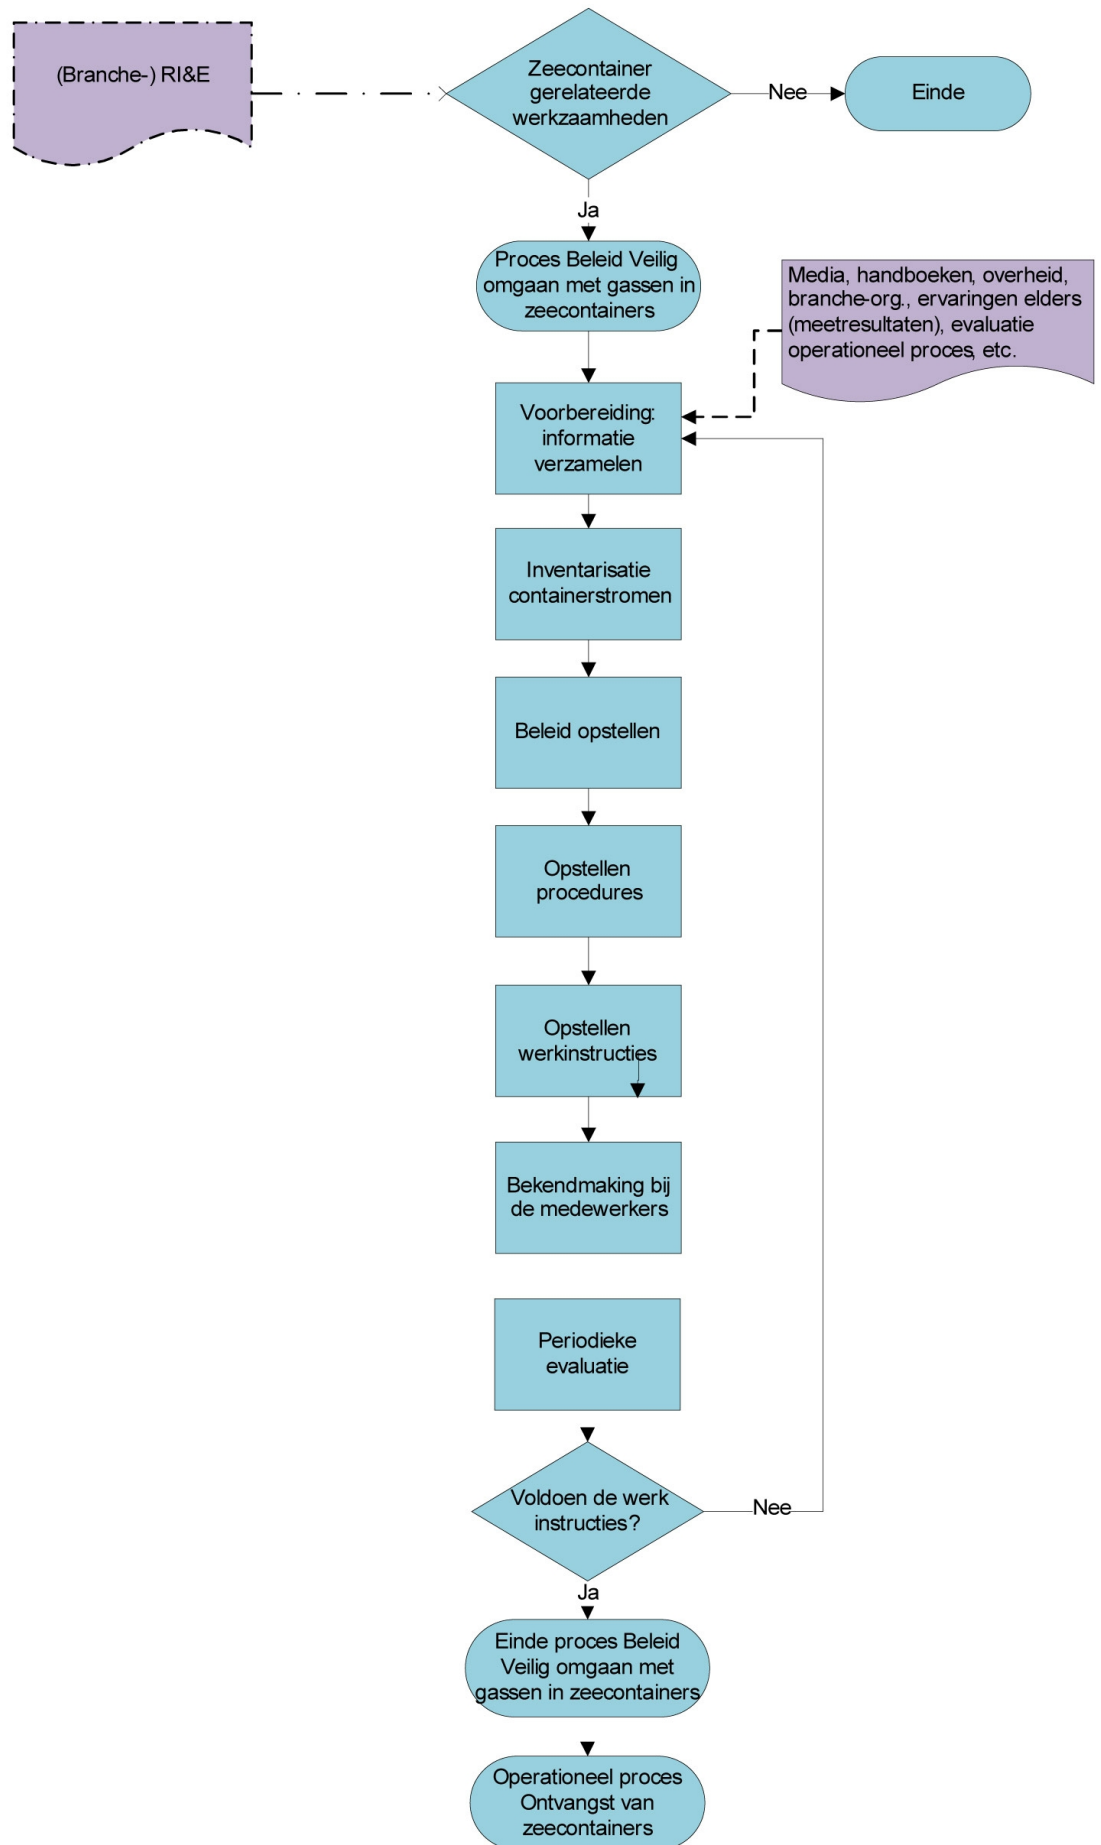 (Branche-) RI&E
Zeecontainer
gerelateerde
werkzaamheden
Nee
Einde
Ja
Proces Beleid Veilig
omgaan met gassen in
zeecontainers
Media, handboeken, overheid,
branche-org., ervaringen elders
(meetresultaten), evaluatie
operationeel proces, etc.
Voorbereiding:
informatie
verzamelen
Inventarisatie
containerstromen
Beleid opstellen
Opstellen
procedures
Opstellen
werkinstructies
Bekendmaking bij
de medewerkers
Periodieke
evaluatie
Voldoen de werk
instructies?
Nee
Ja
Einde proces Beleid
Veilig omgaan met
gassen in zeecontainers
Operationeel proces
Ontvangst van
zeecontainers